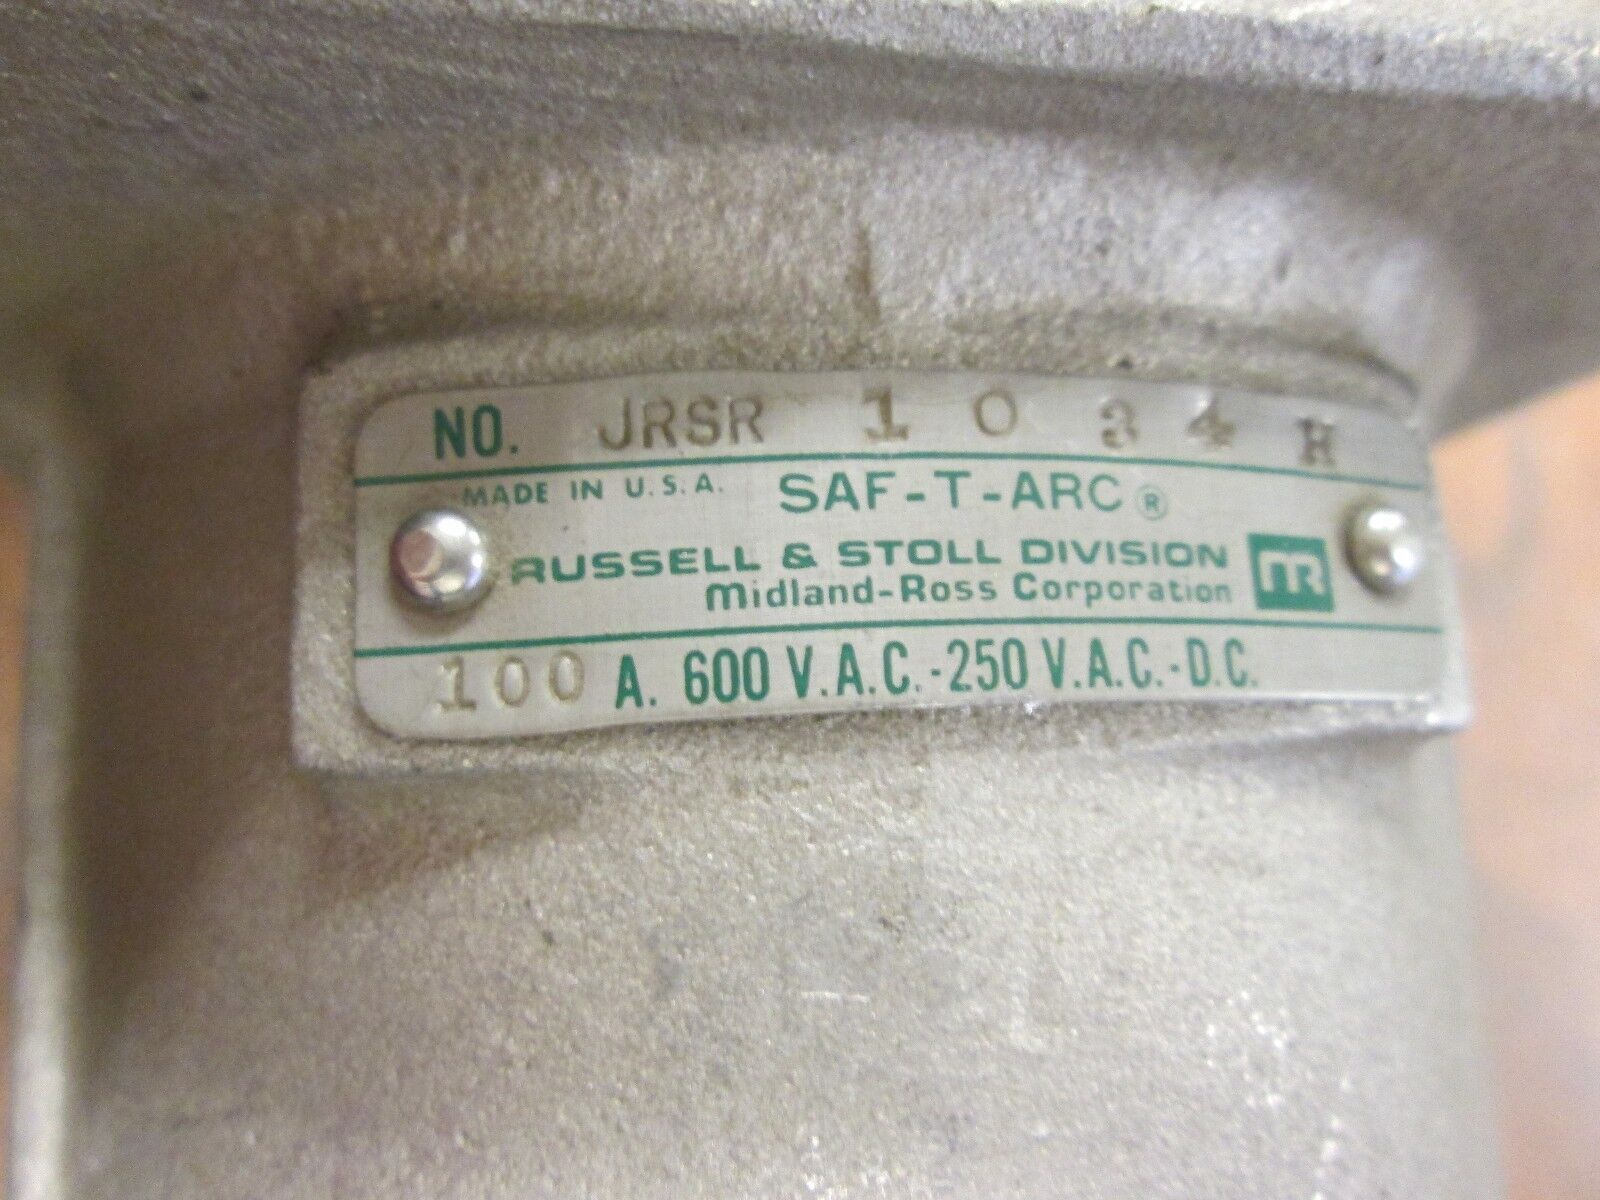 NO. JRSR 1034H
MADE IN U.S.A. SAF-T-ARC®
RUSSELL & STOLL DIVISION
Midland-Ross Corporation
100 A. 600 V.A.C.-250 V.A.C.-D.C.